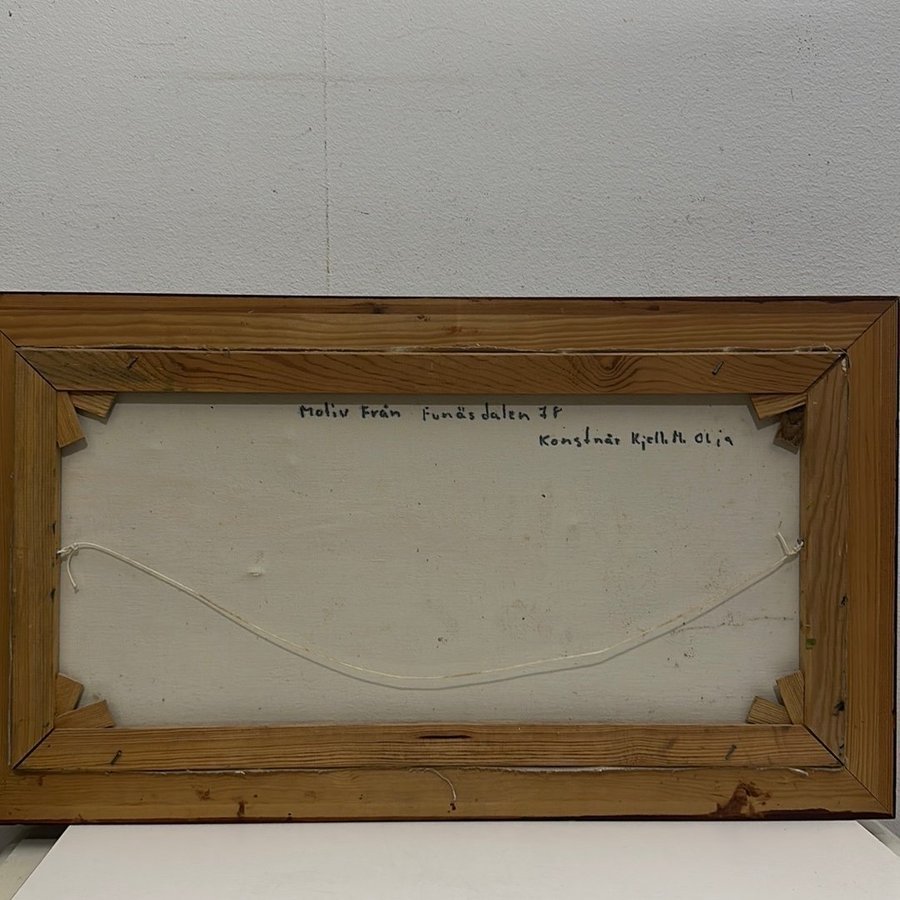 Motiv Från Funäsdalen 78
Konstnär Kjell. M. Olja